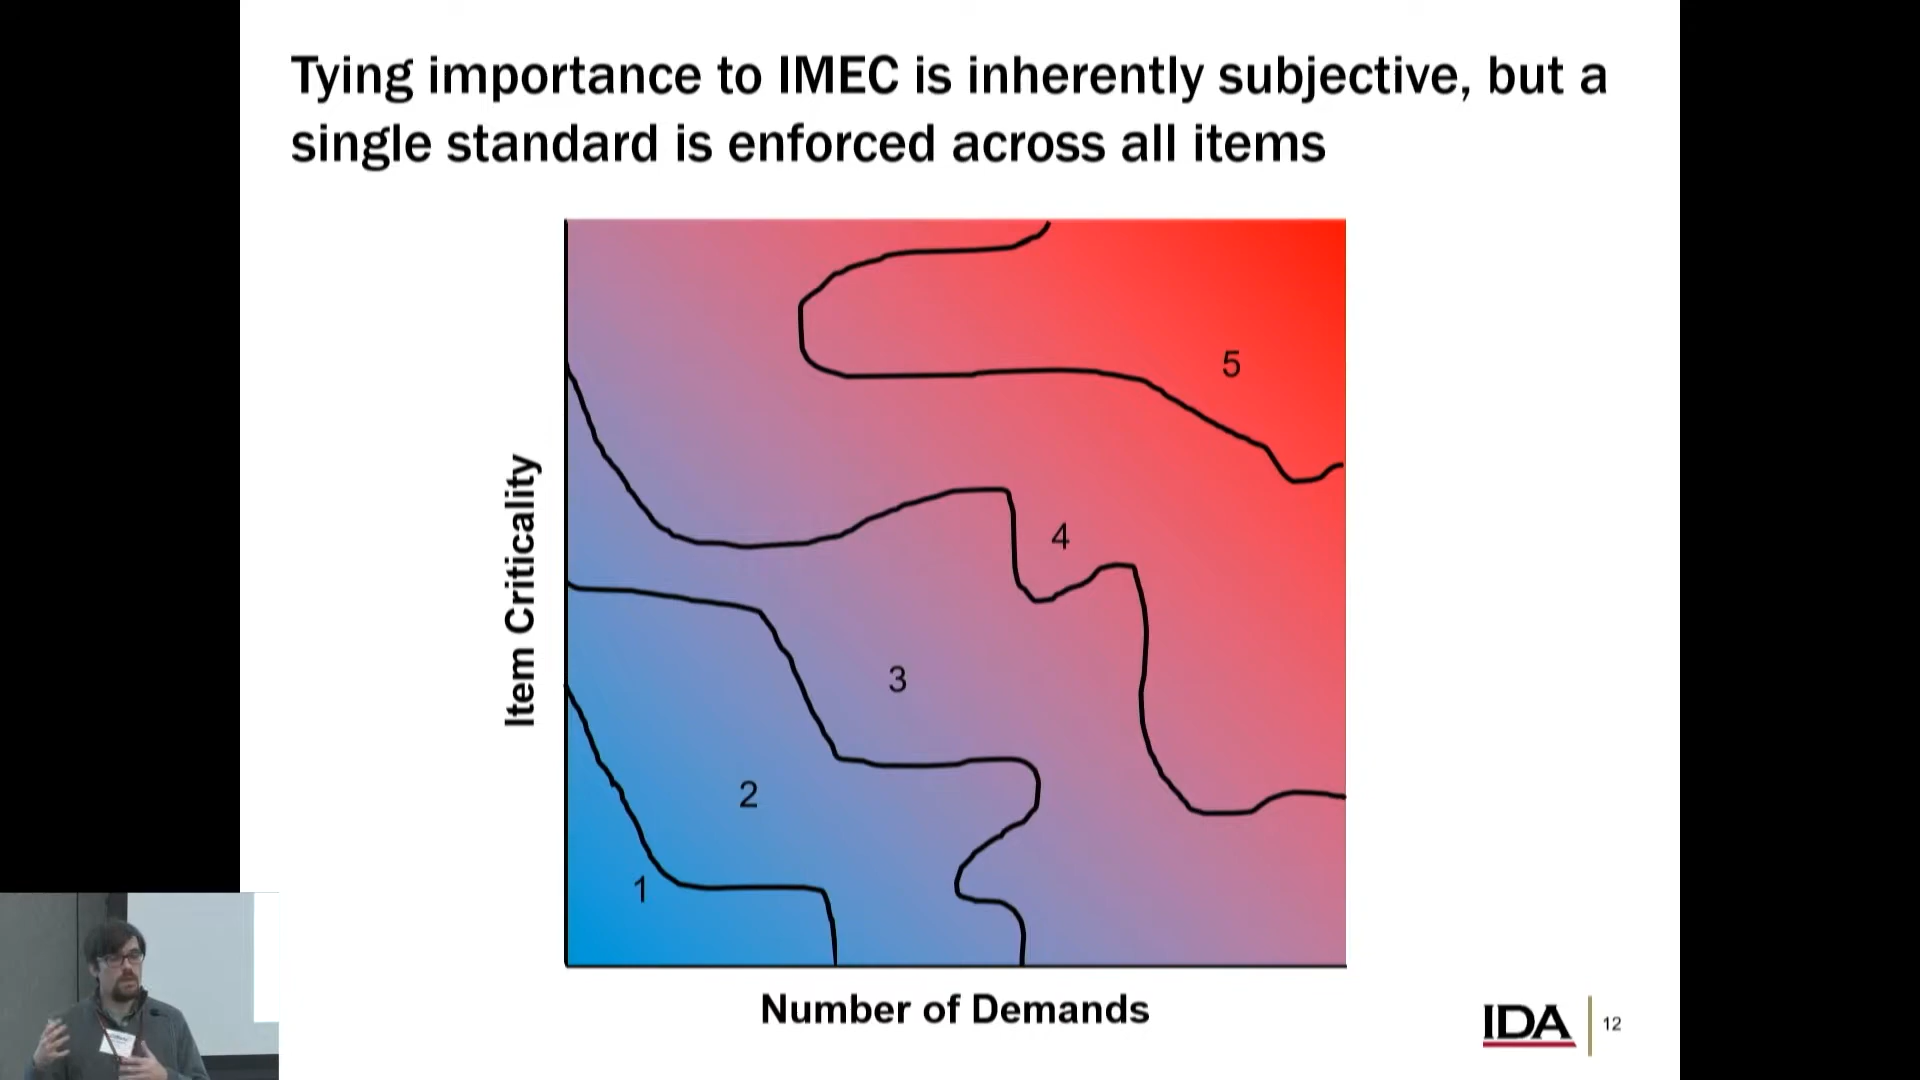 Tying importance to IMEC is inherently subjective, but a
single standard is enforced across all items
5
4
3
2
1
Item Criticality
Number of Demands
IDA
12